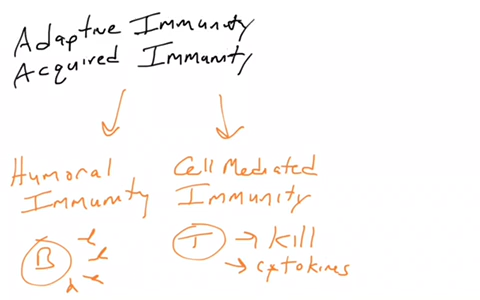 Adaptive Immunity
Acquired Immunity
Humoral
Immunity
Cell Mediated
Immunity
B
T → kill
→ cytokines